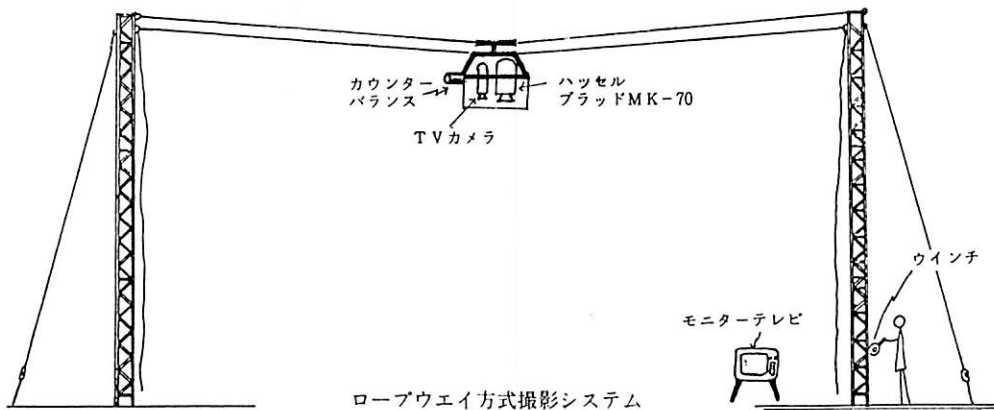 カウンター
バランス
ハッセル
ブラッドMK-70
TVカメラ
ウインチ
モニターテレビ
ロープウエイ方式撮影システム